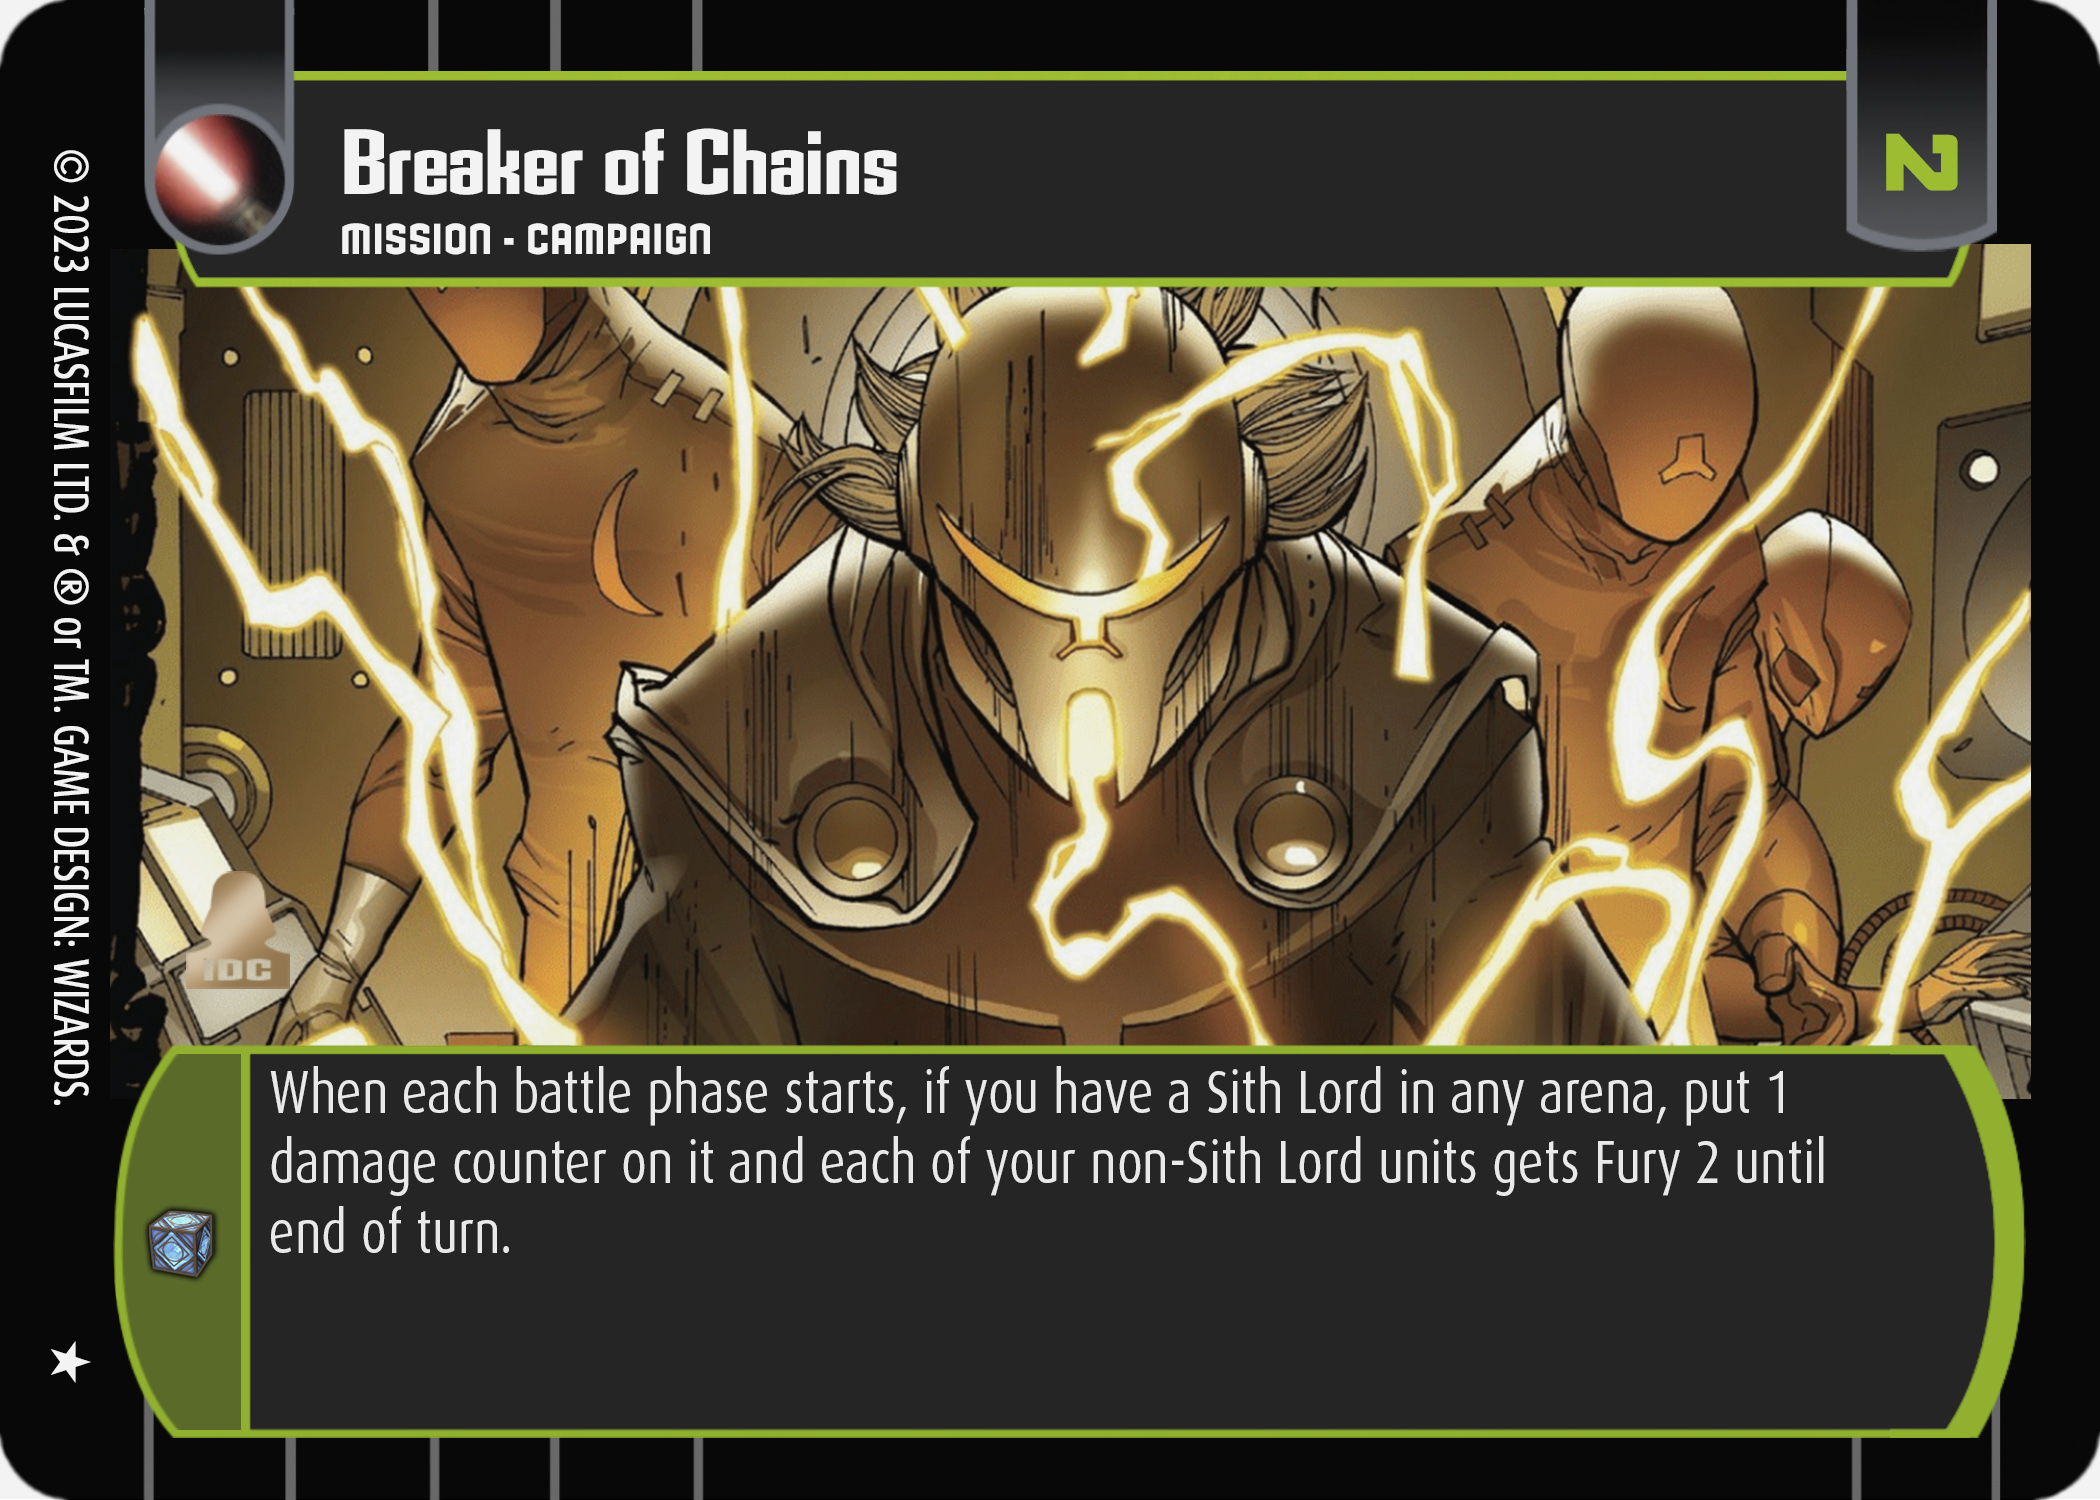 Breaker of Chains
MISSION - CAMPAIGN
2
IDC
When each battle phase starts, if you have a Sith Lord in any arena, put 1
damage counter on it and each of your non-Sith Lord units gets Fury 2 until
end of turn.
© 2023 LUCASFILM LTD. & ® or TM. GAME DESIGN: WIZARDS.